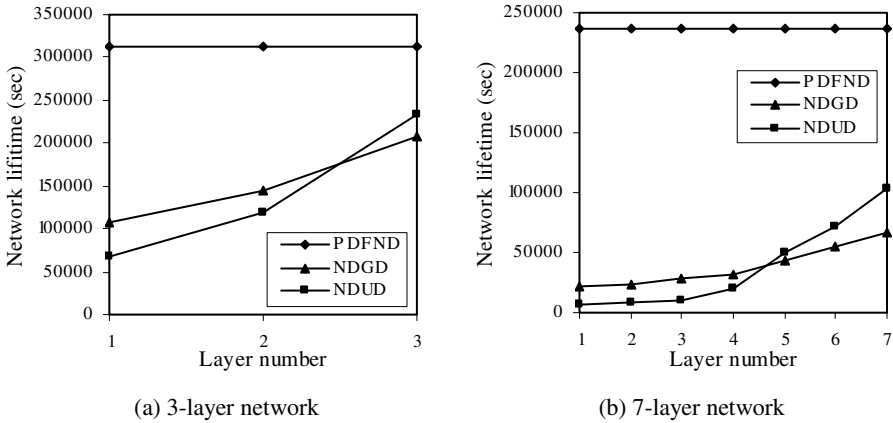 350000
300000
250000
200000
150000
100000
50000
0
Network lifitime (sec)
PDFND
NDGD
NDUD
1 2 3
Layer number
(a) 3-layer network
250000
200000
150000
100000
50000
0
Network lifetime (sec)
PDFND
NDGD
NDUD
1 2 3 4 5 6 7
Layer number
(b) 7-layer network